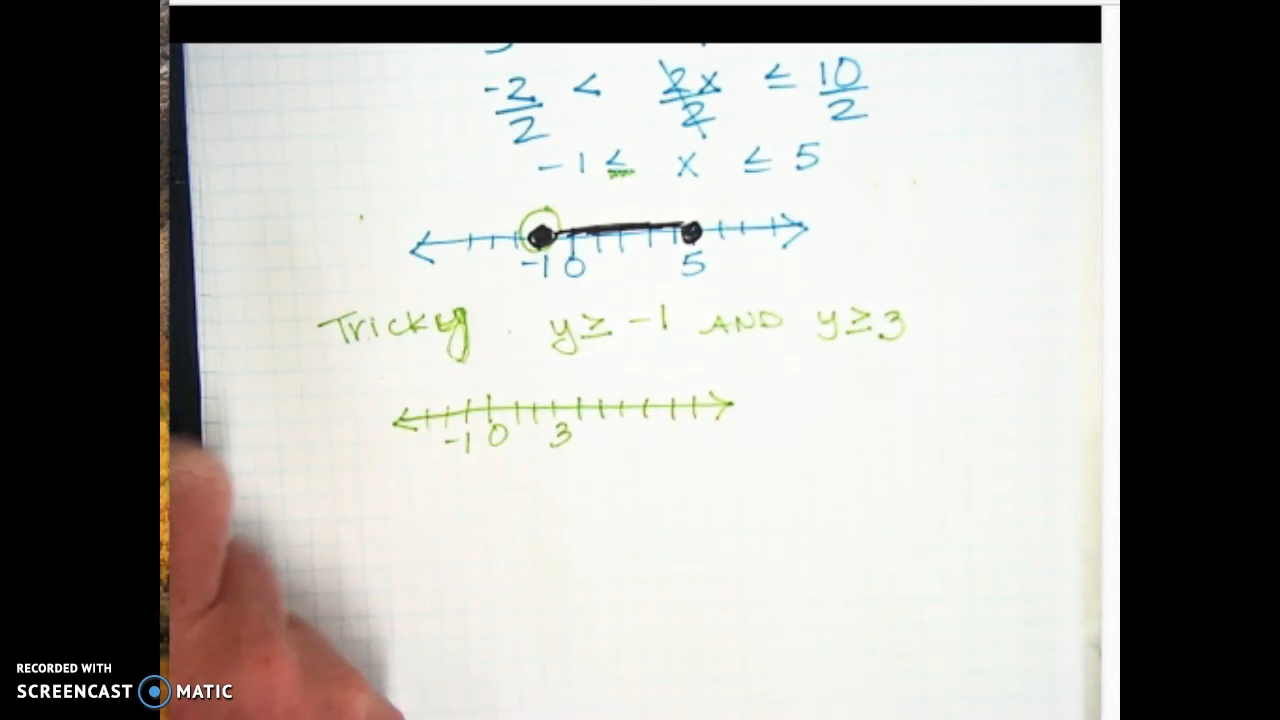 -2/2 < 2x/2 ≤ 10/2
-1 ≤ x ≤ 5
-1 0 5
Tricky. y ≥ -1 AND y ≥ 3
-1 0 3
RECORDED WITH
SCREENCAST MATIC